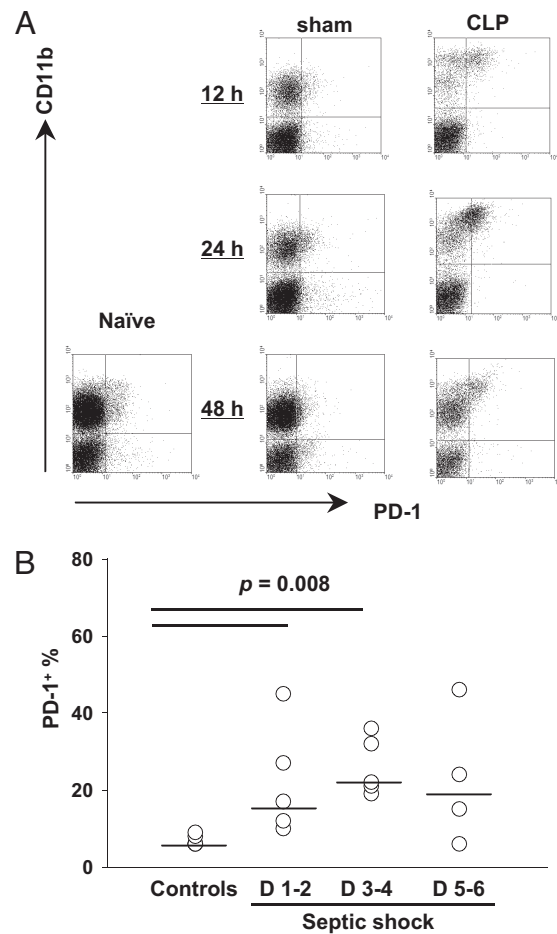 A
sham
CLP
CD11b
12 h
24 h
Naïve
48 h
PD-1
B
p = 0.008
PD-1+ %
80
60
40
20
0
Controls
D 1-2
D 3-4
D 5-6
Septic shock